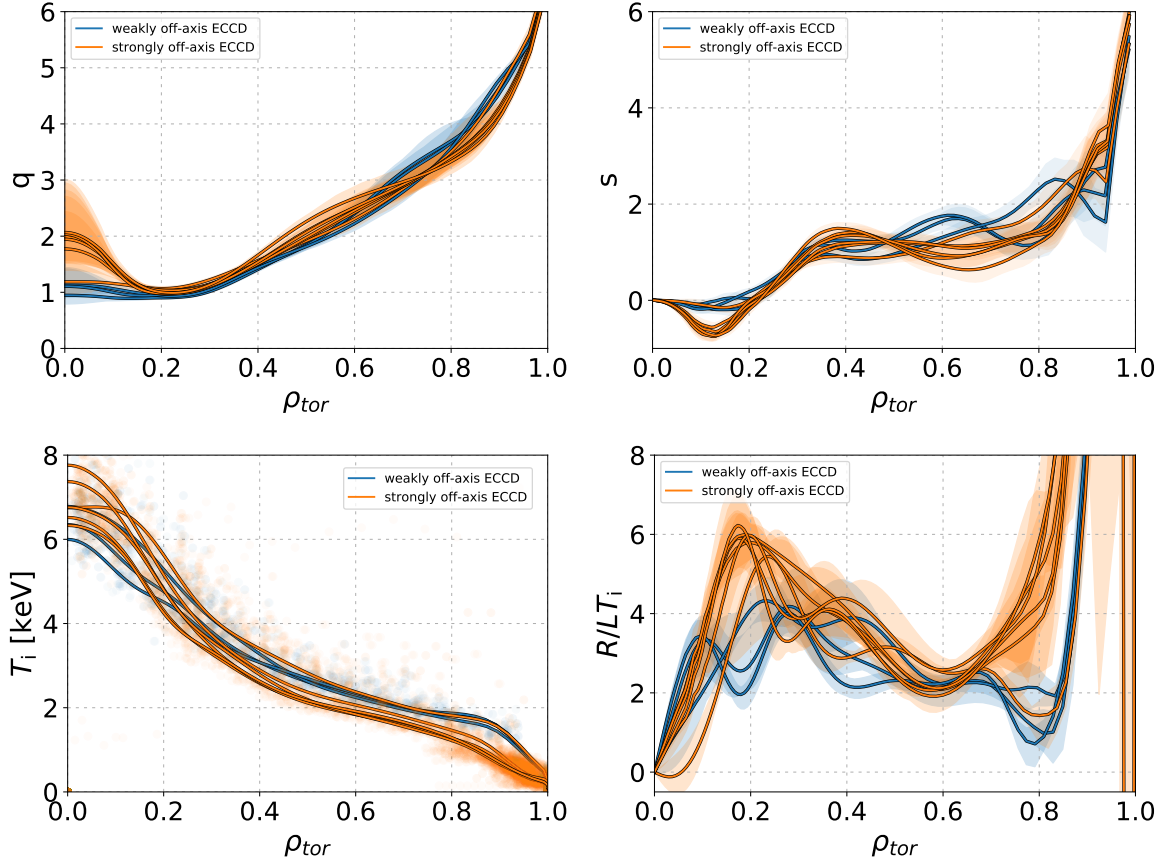 6
5
4
3
2
1
0
q
weakly off-axis ECCD
strongly off-axis ECCD
0.0 0.2 0.4 0.6 0.8 1.0
ρtor
6
4
2
0
s
weakly off-axis ECCD
strongly off-axis ECCD
0.0 0.2 0.4 0.6 0.8 1.0
ρtor
8
6
4
2
0
Ti [keV]
weakly off-axis ECCD
strongly off-axis ECCD
0.0 0.2 0.4 0.6 0.8 1.0
ρtor
8
6
4
2
0
R/LTi
weakly off-axis ECCD
strongly off-axis ECCD
0.0 0.2 0.4 0.6 0.8 1.0
ρtor